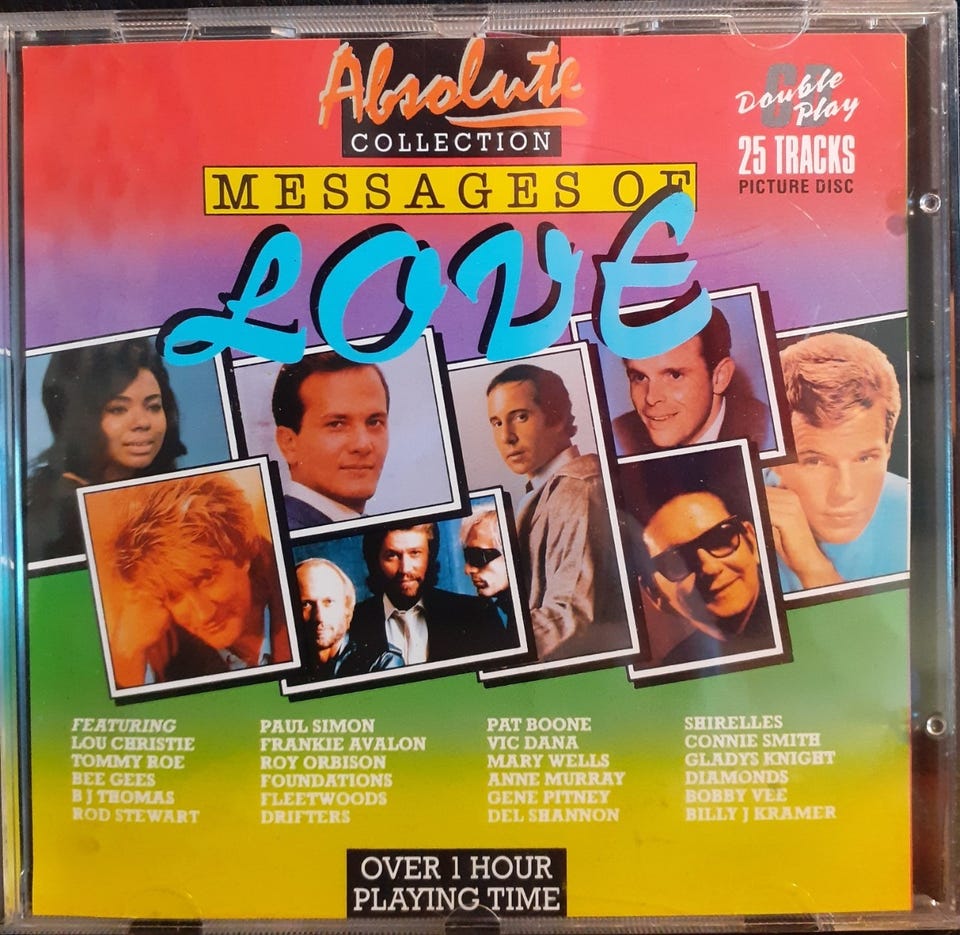 Absolute
COLLECTION
CD
Double
Play
25 TRACKS
PICTURE DISC
MESSAGES OF
LOVE
FEATURING
LOU CHRISTIE
TOMMY ROE
BEE GEES
B J THOMAS
ROD STEWART
PAUL SIMON
FRANKIE AVALON
ROY ORBISON
FOUNDATIONS
FLEETWOODS
DRIFTERS
PAT BOONE
VIC DANA
MARY WELLS
ANNE MURRAY
GENE PITNEY
DEL SHANNON
SHIRELLES
CONNIE SMITH
GLADYS KNIGHT
DIAMONDS
BOBBY VEE
BILLY J KRAMER
OVER 1 HOUR
PLAYING TIME